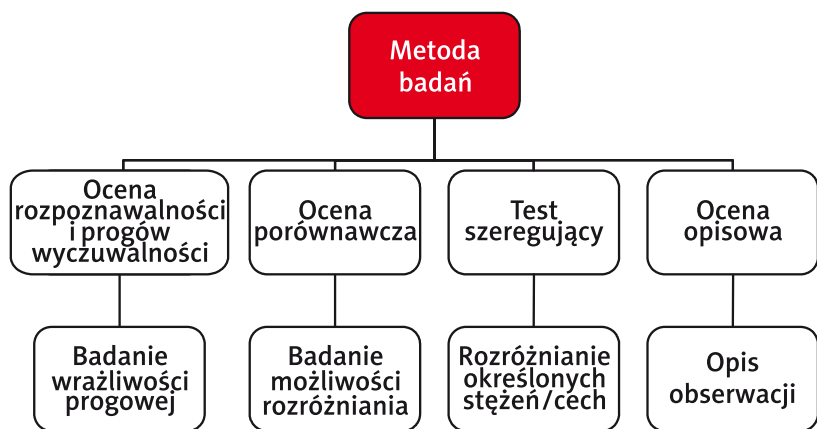 Metoda
badań
Ocena
rozpoznawalności
i progów
wyczuwalności
Ocena
porównawcza
Test
szeregujący
Ocena
opisowa
Badanie
wrażliwości
progowej
Badanie
możliwości
rozróżniania
Rozróżnianie
określonych
stężeń/cech
Opis
obserwacji